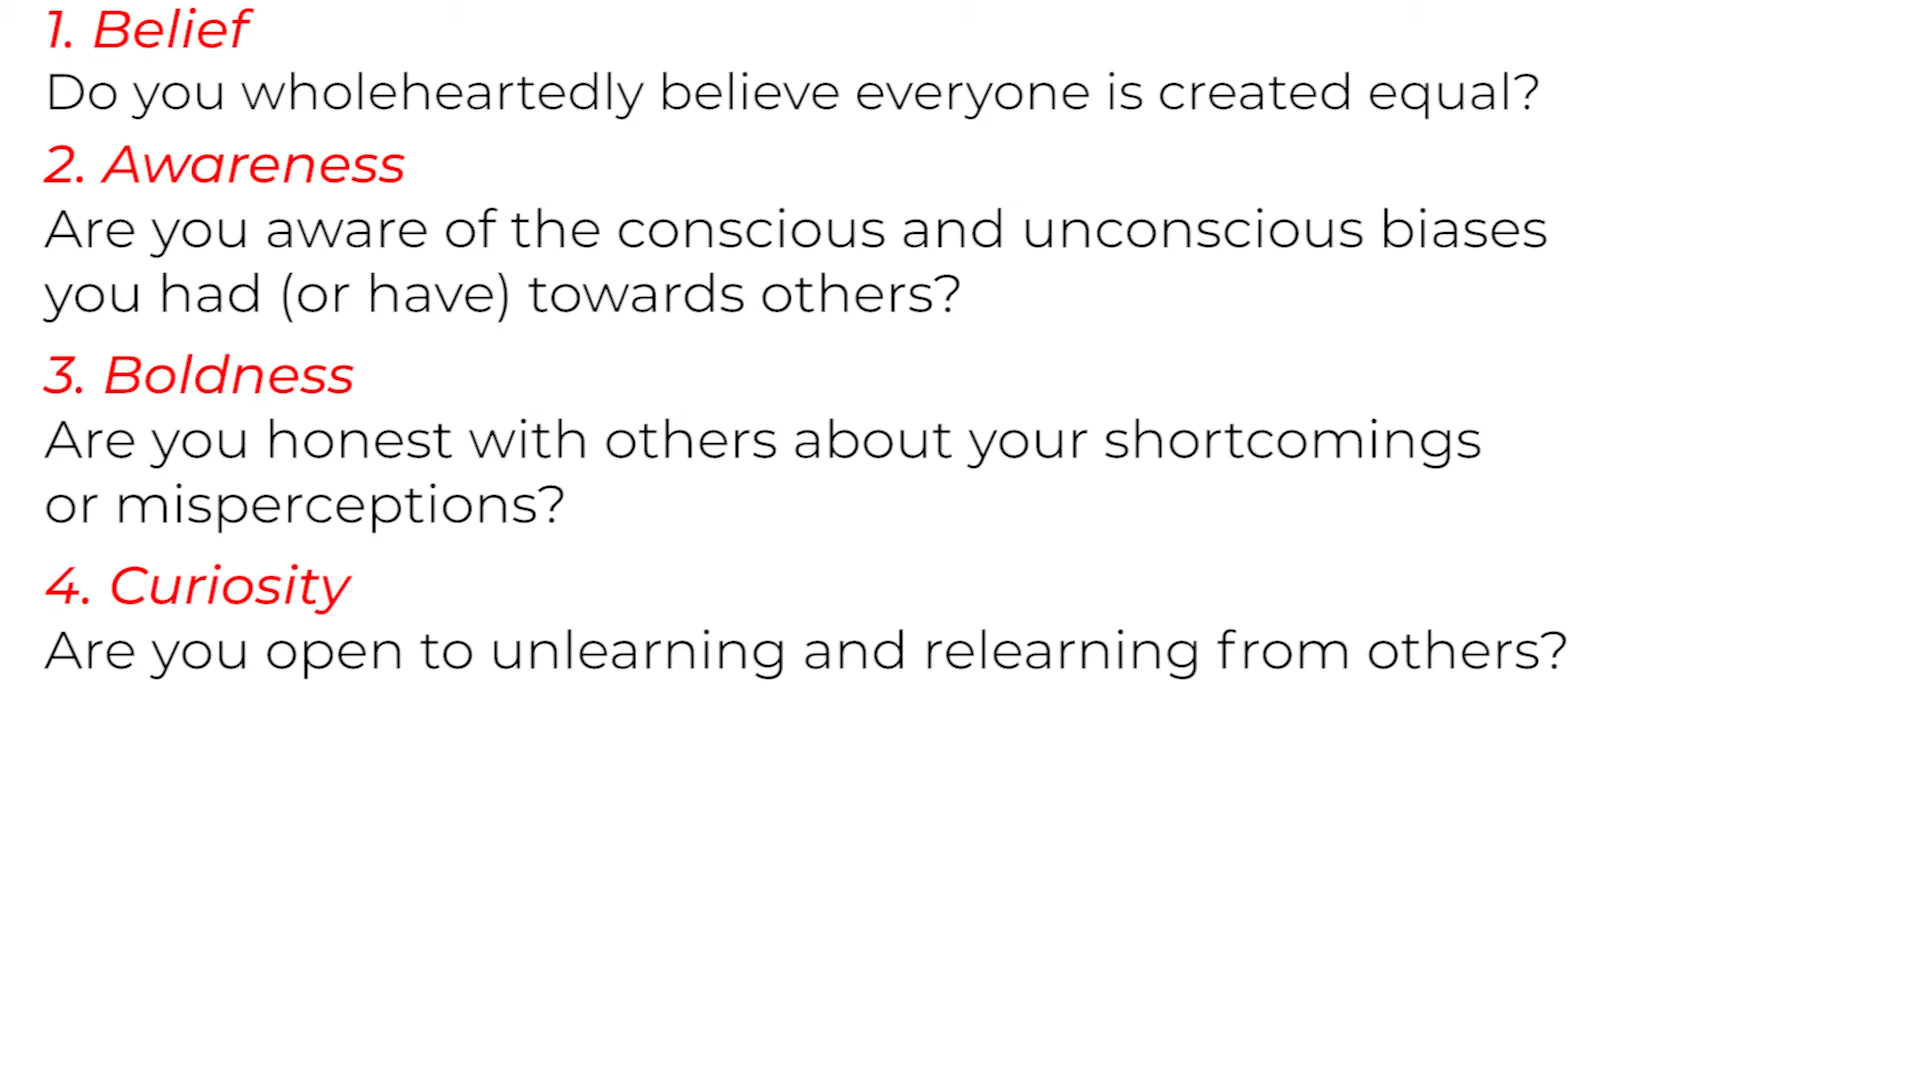 1. Belief
Do you wholeheartedly believe everyone is created equal?
2. Awareness
Are you aware of the conscious and unconscious biases
you had (or have) towards others?
3. Boldness
Are you honest with others about your shortcomings
or misperceptions?
4. Curiosity
Are you open to unlearning and relearning from others?